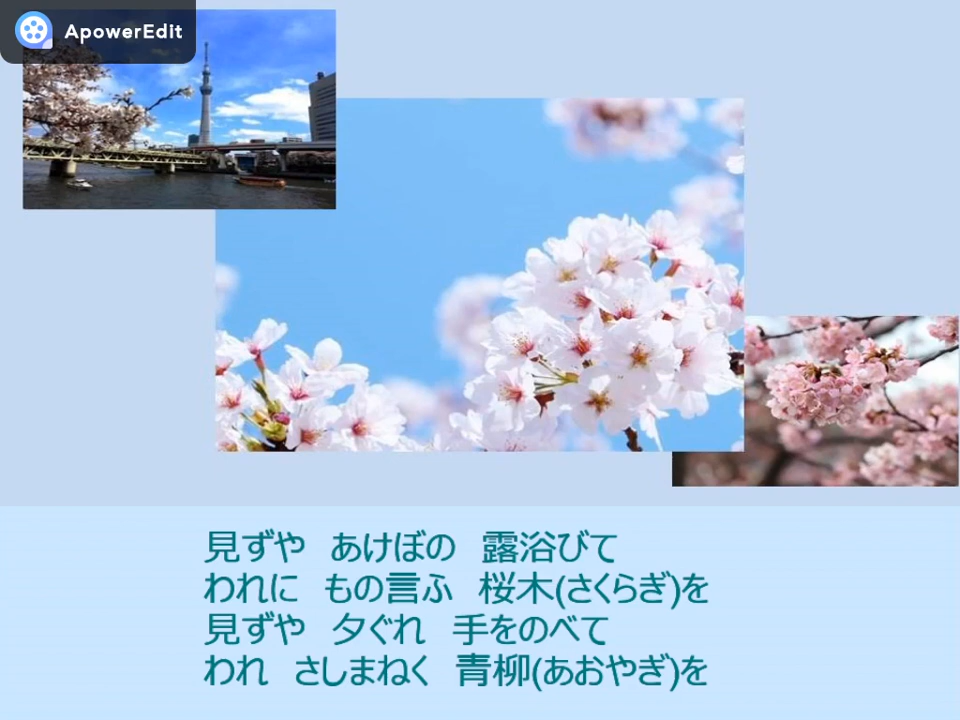 ApowerEdit
見ずや　あけぼの　露浴びて
われに　もの言ふ　桜木(さくらぎ)を
見ずや　夕ぐれ　手をのべて
われ　さしまねく　青柳(あおやぎ)を